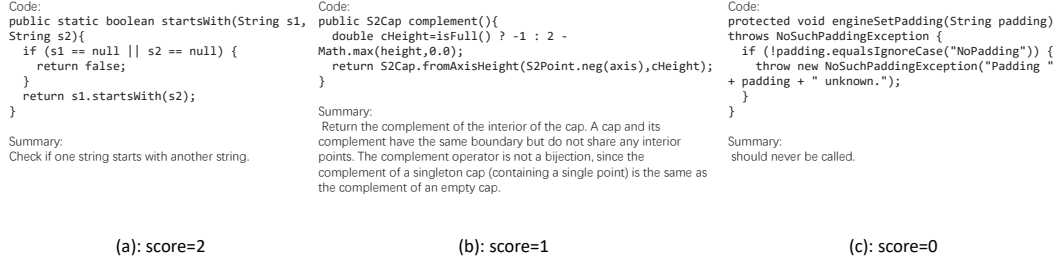 Code:
public static boolean startsWith(String s1,
String s2){
  if (s1 == null || s2 == null) {
    return false;
  }
  return s1.startsWith(s2);
}
Summary:
Check if one string starts with another string.
(a): score=2
Code:
public S2Cap complement(){
  double cHeight=isFull() ? -1 : 2 -
Math.max(height,0.0);
  return S2Cap.fromAxisHeight(S2Point.neg(axis),cHeight);
}
Summary:
Return the complement of the interior of the cap. A cap and its
complement have the same boundary but do not share any interior
points. The complement operator is not a bijection, since the
complement of a singleton cap (containing a single point) is the same as
the complement of an empty cap.
(b): score=1
Code:
protected void engineSetPadding(String padding)
throws NoSuchPaddingException {
  if (!padding.equalsIgnoreCase("NoPadding")) {
    throw new NoSuchPaddingException("Padding "
+ padding + " unknown.");
  }
}
Summary:
should never be called.
(c): score=0